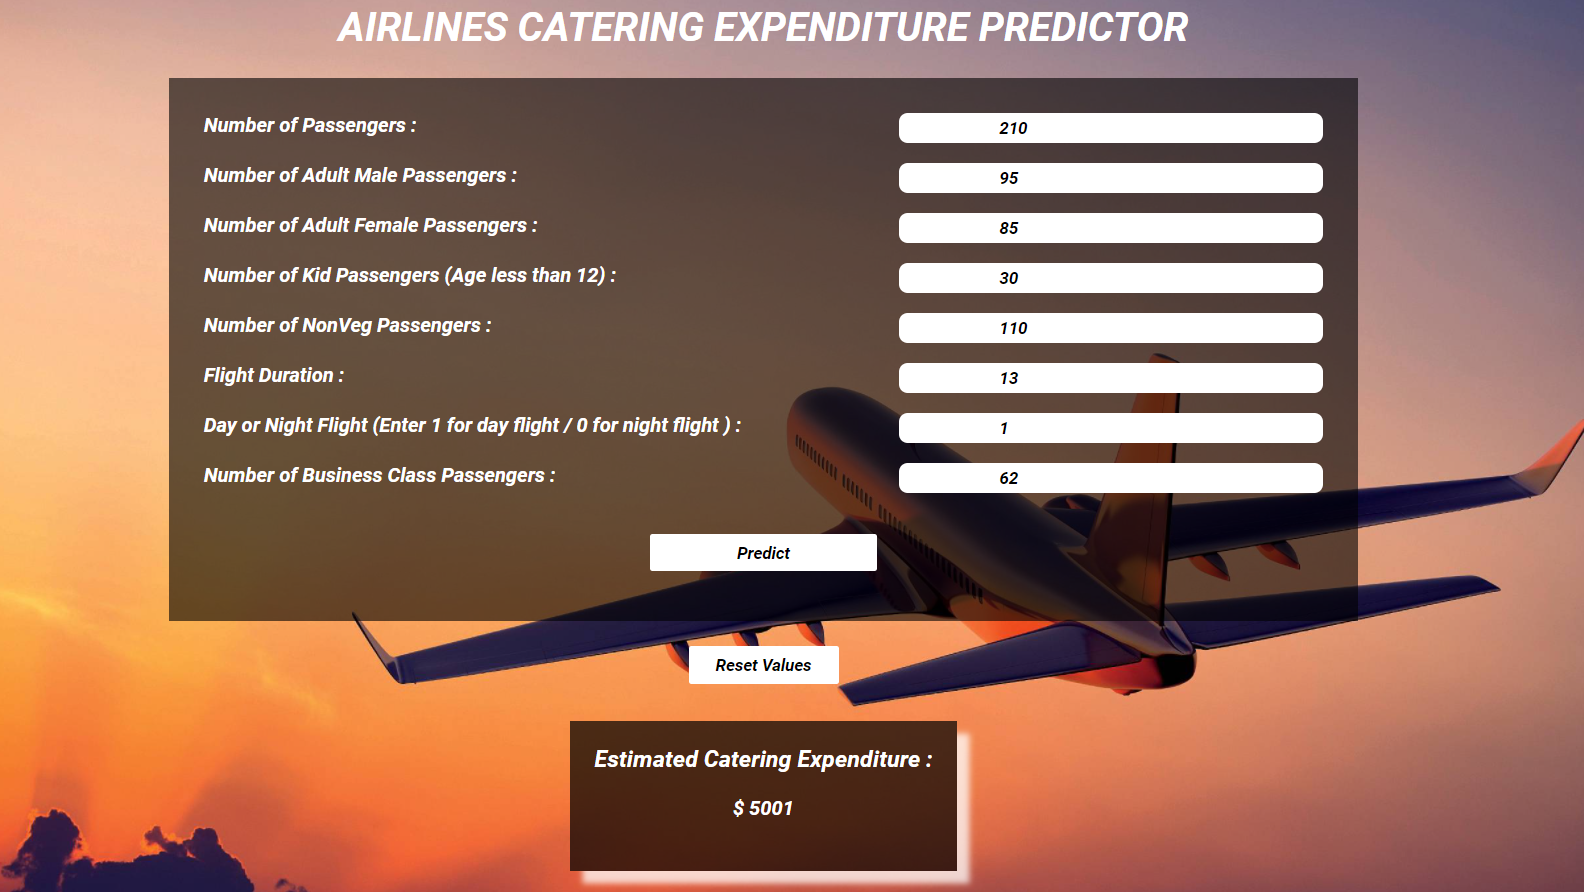 AIRLINES CATERING EXPENDITURE PREDICTOR
Number of Passengers : 210
Number of Adult Male Passengers : 95
Number of Adult Female Passengers : 85
Number of Kid Passengers (Age less than 12) : 30
Number of NonVeg Passengers : 110
Flight Duration : 13
Day or Night Flight (Enter 1 for day flight / 0 for night flight ) : 1
Number of Business Class Passengers : 62
Predict
Reset Values
Estimated Catering Expenditure :
$ 5001